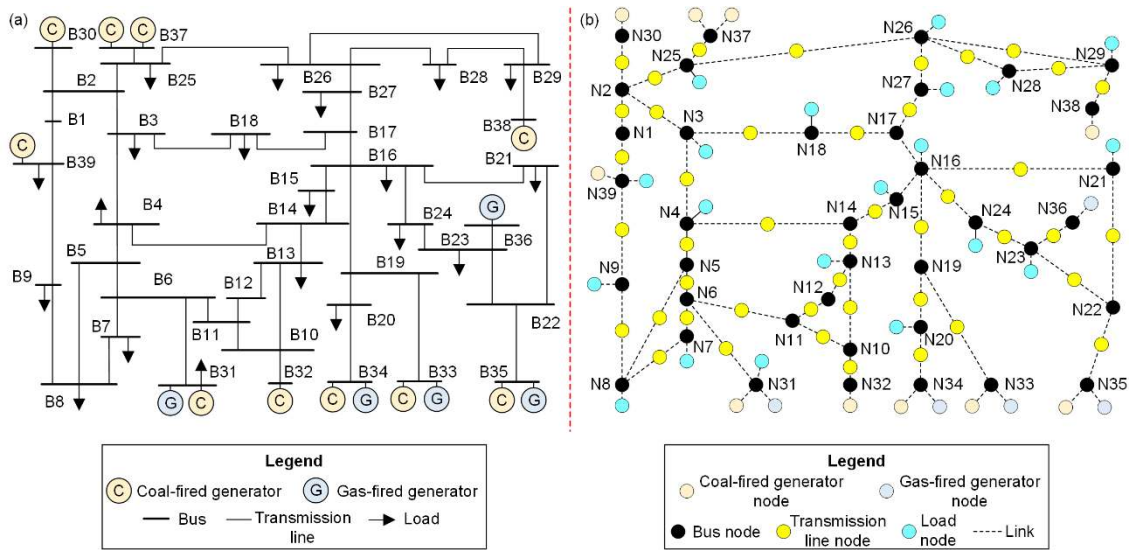 (a)
C
B30
C C
B37
B2
B25
B26
B28
B29
B27
B1
B3
B18
B17
B38
C
C
B39
B16
B21
B15
B14
B4
B24
G
B23
B36
B5
B13
B19
B9
B6
B12
B20
B22
B7
B11
B10
B8
B31
B32
B34
B33
B35
G C
C
C G
C G
C G
Legend
C Coal-fired generator G Gas-fired generator
Bus Transmission line Load
(b)
N30
N37
N26
N25
N29
N2
N27
N28
N38
N3
N17
N1
N18
N16
N39
N21
N15
N4
N14
N24
N36
N23
N5
N13
N19
N9
N6
N12
N22
N7
N11
N20
N10
N8
N31
N32
N34
N33
N35
Legend
Coal-fired generator node
Gas-fired generator node
Bus node
Transmission line node
Load node
Link